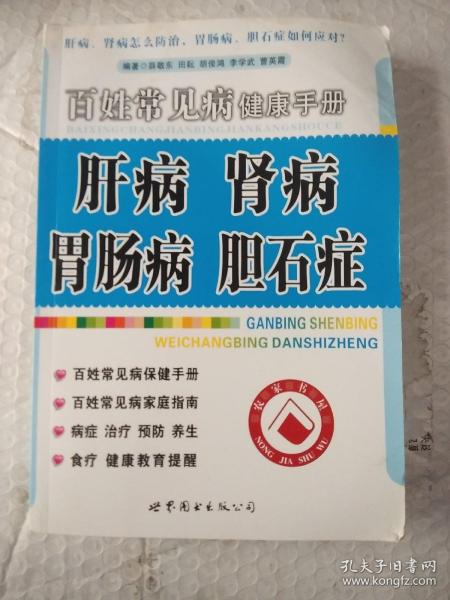 肝病、肾病怎么防治，胃肠病、胆石症如何应对？
编著◎薛敬东 田耘 胡俊鸿 李学武 曹英霞
百姓常见病健康手册
BAIXINGCHANGJIANBINGJIANKANGSHOUCE
肝病 肾病
胃肠病 胆石症
GANBING SHENBING
WEICHANGBING DANSHIZHENG
百姓常见病保健手册
百姓常见病家庭指南
病症 治疗 预防 养生
食疗 健康教育提醒
农家书屋
NONG JIA SHU WU
世界图书出版公司
孔夫子旧书网
www.kongfz.com